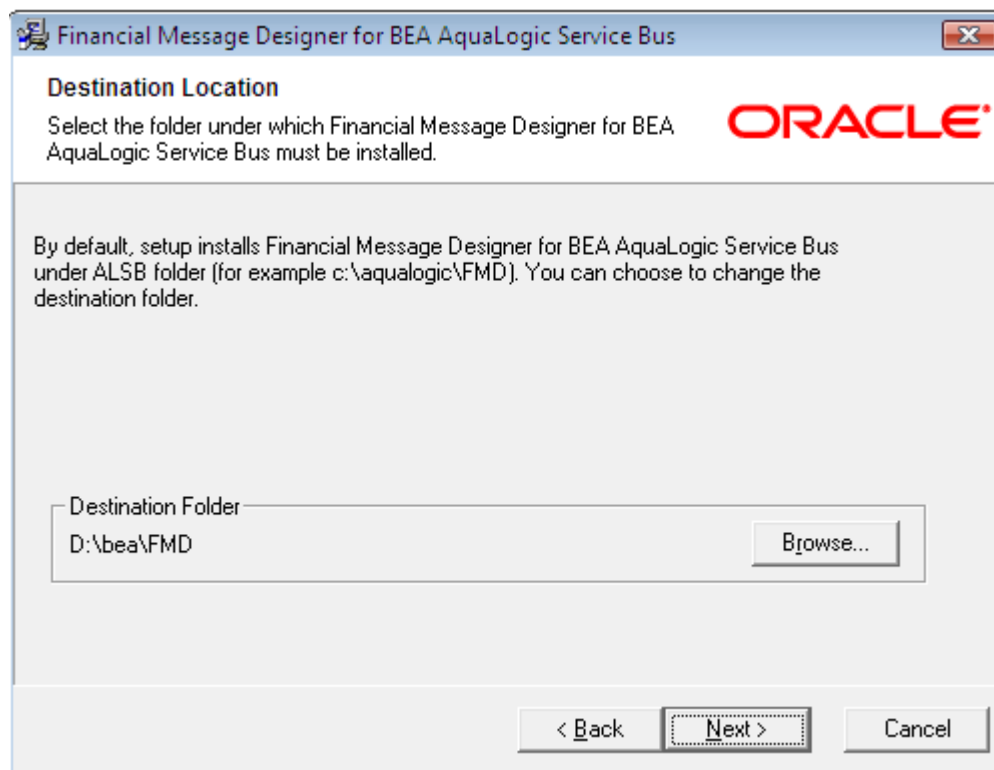 Financial Message Designer for BEA AquaLogic Service Bus
Destination Location
Select the folder under which Financial Message Designer for BEA
AquaLogic Service Bus must be installed.
ORACLE
By default, setup installs Financial Message Designer for BEA AquaLogic Service Bus
under ALSB folder (for example c:\aqualogic\FMD). You can choose to change the
destination folder.
Destination Folder
D:\bea\FMD
Browse...
< Back
Next >
Cancel